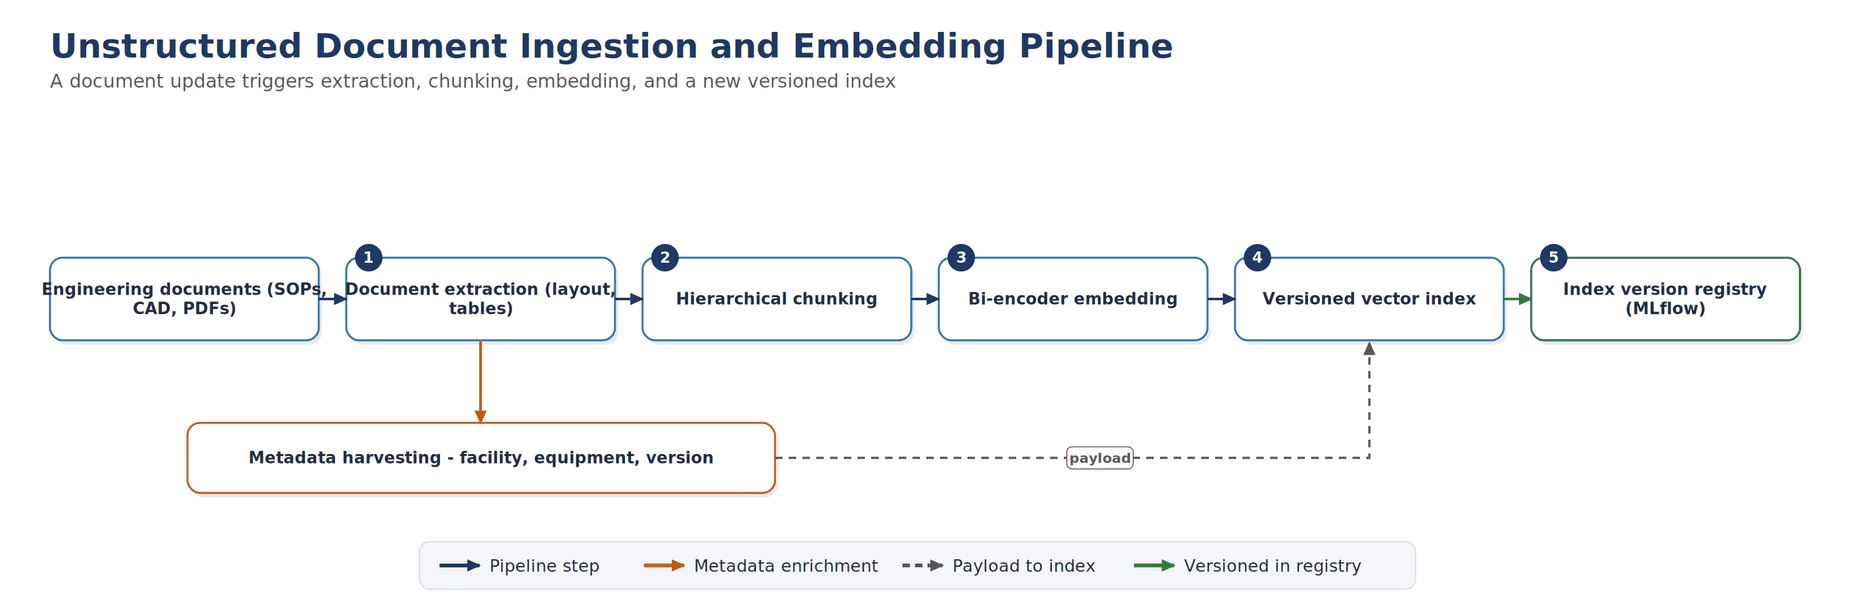 Unstructured Document Ingestion and Embedding Pipeline
A document update triggers extraction, chunking, embedding, and a new versioned index
Engineering documents (SOPs,
CAD, PDFs)
1
Document extraction (layout,
tables)
2
Hierarchical chunking
3
Bi-encoder embedding
4
Versioned vector index
5
Index version registry
(MLflow)
Metadata harvesting - facility, equipment, version
payload
Pipeline step
Metadata enrichment
Payload to index
Versioned in registry